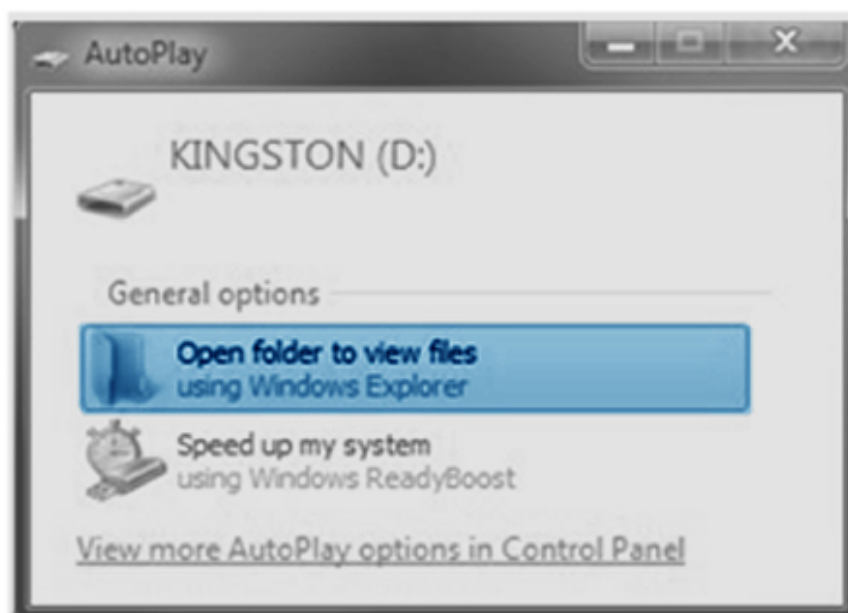 AutoPlay
KINGSTON (D:)
General options
Open folder to view files
using Windows Explorer
Speed up my system
using Windows ReadyBoost
View more AutoPlay options in Control Panel